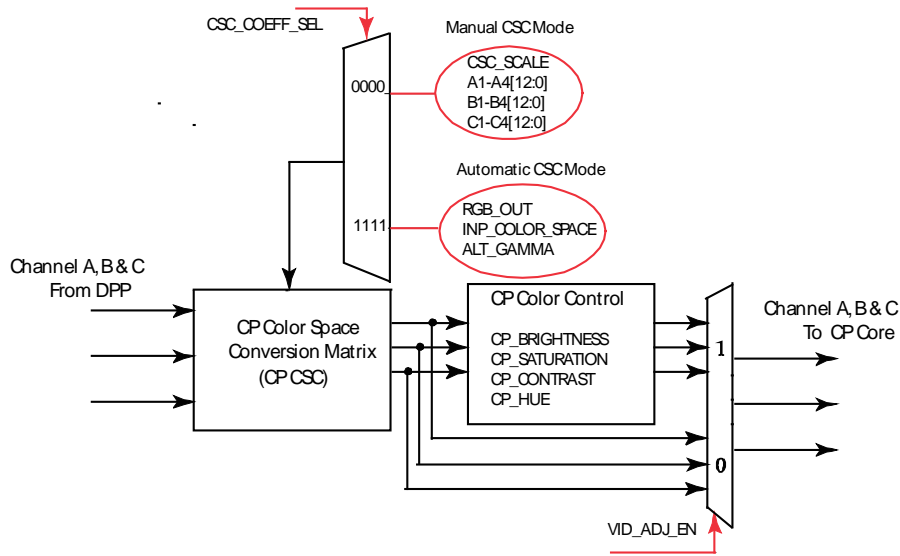 CSC_COEFF_SEL
Manual CSC Mode
0000
CSC_SCALE
A1-A4[12:0]
B1-B4[12:0]
C1-C4[12:0]
Automatic CSC Mode
1111
RGB_OUT
INP_COLOR_SPACE
ALT_GAMMA
Channel A, B & C
From DPP
CP Color Space
Conversion Matrix
(CP CSC)
CP Color Control
CP_BRIGHTNESS
CP_SATURATION
CP_CONTRAST
CP_HUE
1
0
Channel A, B & C
To CP Core
VID_ADJ_EN